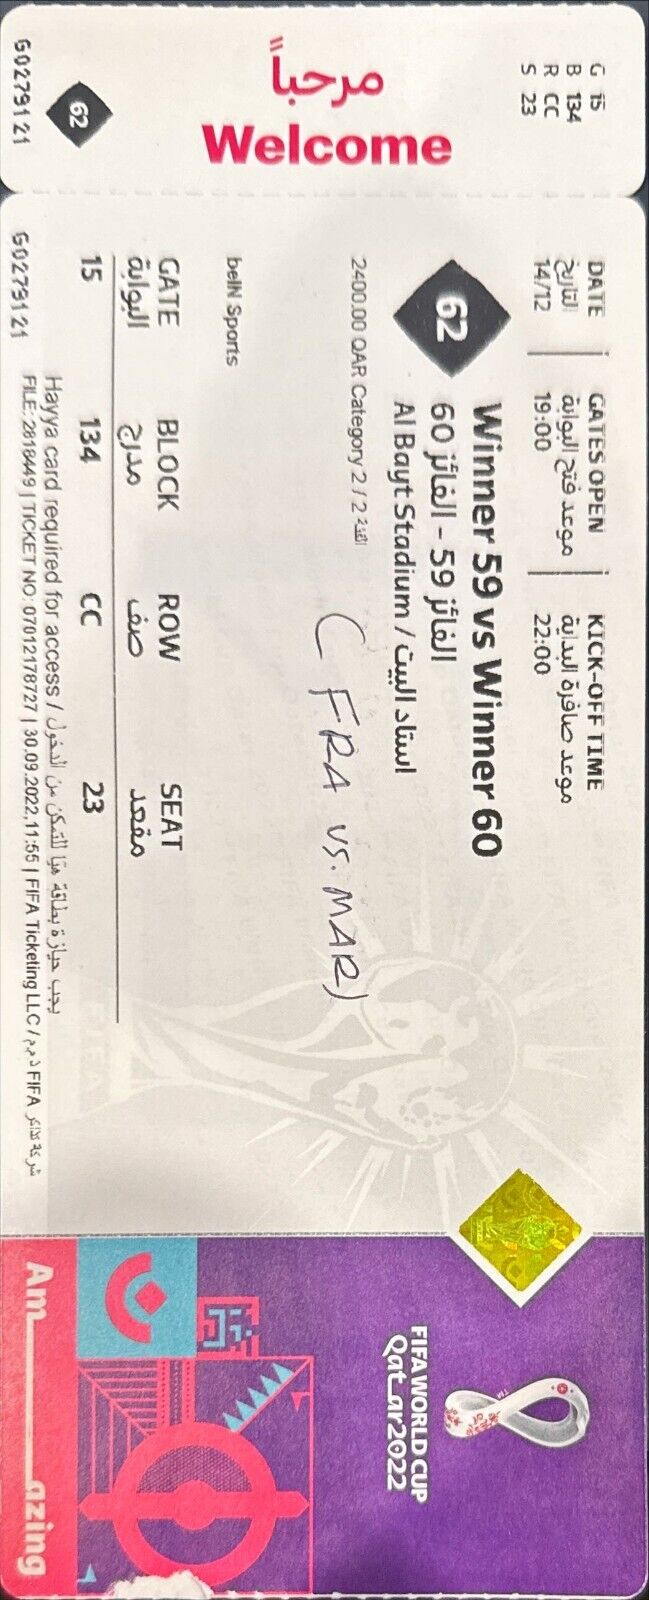 G 15
B 134
R CC
S 23
مرحباً
Welcome
62
G0279121
DATE
التاريخ
14/12
GATES OPEN
موعد فتح البوابة
19:00
KICK-OFF TIME
موعد صافرة البداية
22:00
62
Winner 59 vs Winner 60
الفائز 59 - الفائز 60
Al Bayt Stadium / استاد البيت
2400.00 QAR Category 2 / 2 الفئة
(FRA vs. MAR)
beIN Sports
GATE
البوابة
15
BLOCK
مدرج
134
ROW
صف
CC
SEAT
مقعد
23
Hayya card required for access / يجب حيازة بطاقة هيّا للتمكن من الدخول
G0279121
FILE: 2818449 | TICKET NO: 07012178727 | 30.09.2022,11:55 | FIFA Ticketing LLC / شركة تذاكر FIFA ذ.م.م
FIFA WORLD CUP
Qatar2022
Am azing